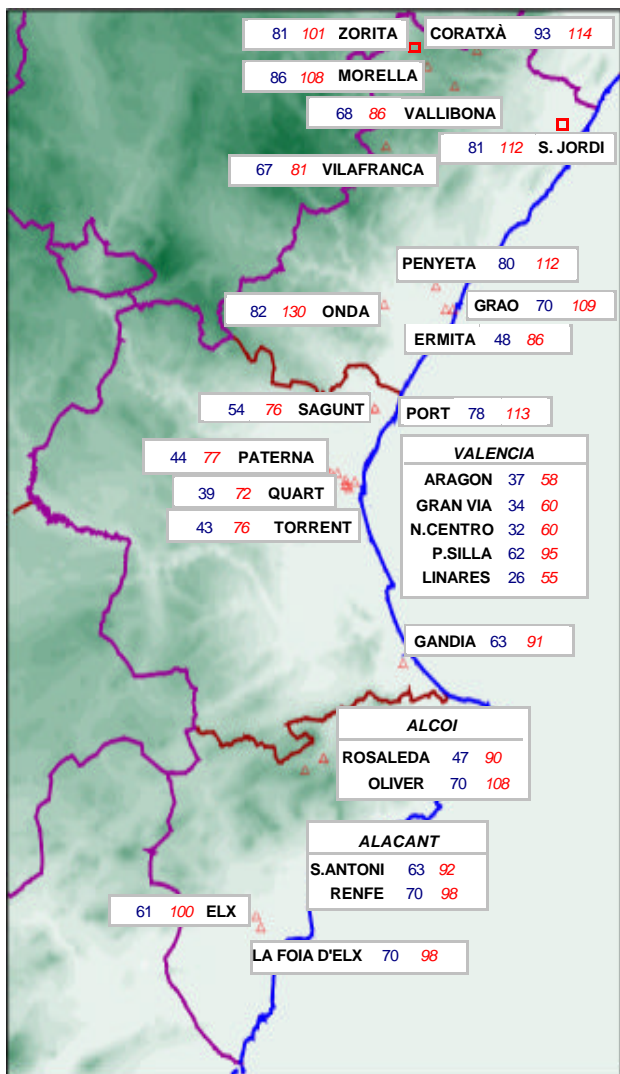 81 101 ZORITA
CORATXÀ 93 114
86 108 MORELLA
68 86 VALLIBONA
81 112 S. JORDI
67 81 VILAFRANCA
PENYETA 80 112
82 130 ONDA
GRAO 70 109
ERMITA 48 86
54 76 SAGUNT
PORT 78 113
44 77 PATERNA
39 72 QUART
43 76 TORRENT
VALENCIA
ARAGON 37 58
GRAN VIA 34 60
N.CENTRO 32 60
P.SILLA 62 95
LINARES 26 55
GANDIA 63 91
ALCOI
ROSALEDA 47 90
OLIVER 70 108
ALACANT
S.ANTONI 63 92
RENFE 70 98
61 100 ELX
LA FOIA D'ELX 70 98